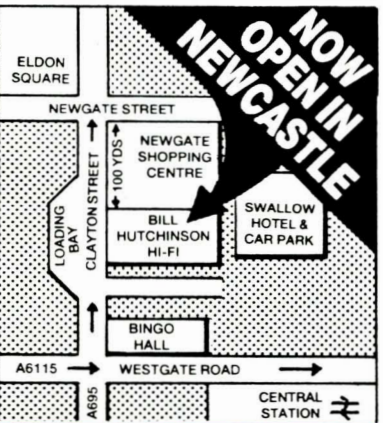 NOW
OPEN IN
NEWCASTLE
ELDON
SQUARE
NEWGATE STREET
CLAYTON STREET
100 YDS
NEWGATE
SHOPPING
CENTRE
LOADING
BAY
BILL
HUTCHINSON
HI-FI
SWALLOW
HOTEL &
CAR PARK
BINGO
HALL
A6115
WESTGATE ROAD
A695
CENTRAL
STATION